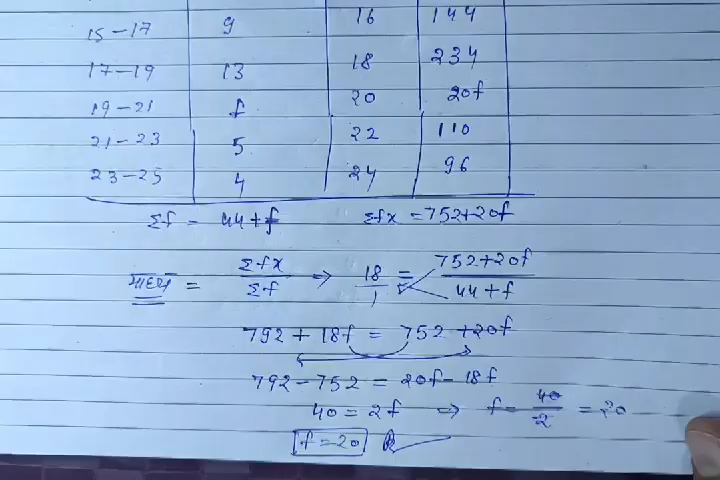 15-17 9 16 144
17-19 13 18 234
19-21 f 20 20f
21-23 5 22 110
23-25 4 24 96
Σf = 44+f Σfx = 752+20f
माध्य = Σfx/Σf ⇒ 18/1 = 752+20f/44+f
792 + 18f = 752 + 20f
792 - 752 = 20f - 18f
40 = 2f ⇒ f = 40/2 = 20
f = 20